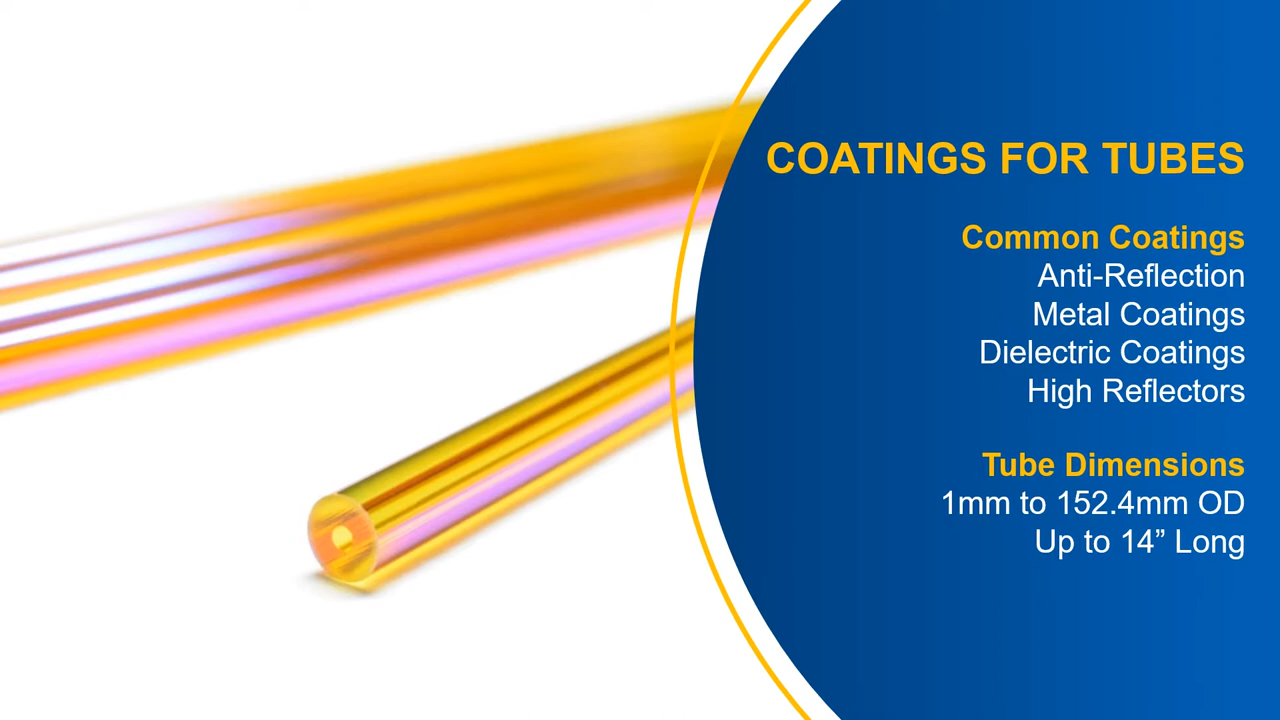 COATINGS FOR TUBES
Common Coatings
Anti-Reflection
Metal Coatings
Dielectric Coatings
High Reflectors
Tube Dimensions
1mm to 152.4mm OD
Up to 14” Long